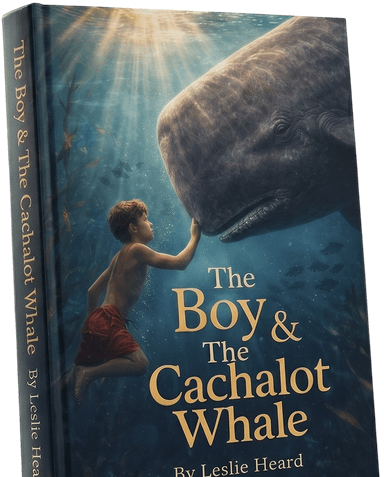 The Boy & The Cachalot Whale By Leslie Hea
The
Boy &
The
Cachalot
Whale
By Leslie Heard